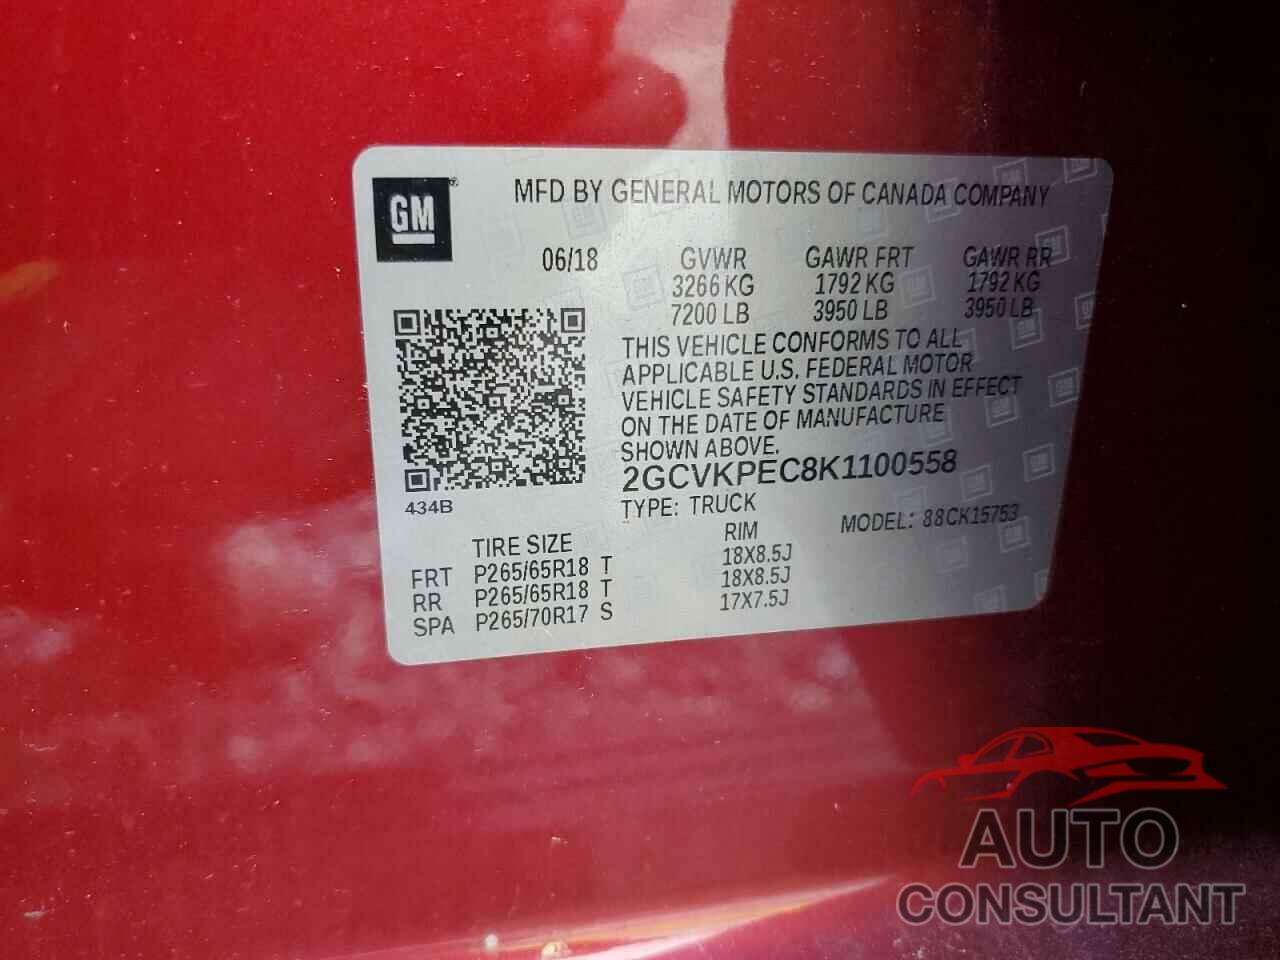 GM®
MFD BY GENERAL MOTORS OF CANADA COMPANY
06/18 GVWR GAWR FRT GAWR RR
3266 KG 1792 KG 1792 KG
7200 LB 3950 LB 3950 LB
THIS VEHICLE CONFORMS TO ALL
APPLICABLE U.S. FEDERAL MOTOR
VEHICLE SAFETY STANDARDS IN EFFECT
ON THE DATE OF MANUFACTURE
SHOWN ABOVE.
2GCVKPEC8K1100558
434B
TYPE: TRUCK MODEL: 88CK15753
TIRE SIZE RIM
FRT P265/65R18 T 18X8.5J
RR P265/65R18 T 18X8.5J
SPA P265/70R17 S 17X7.5J
AUTO
CONSULTANT